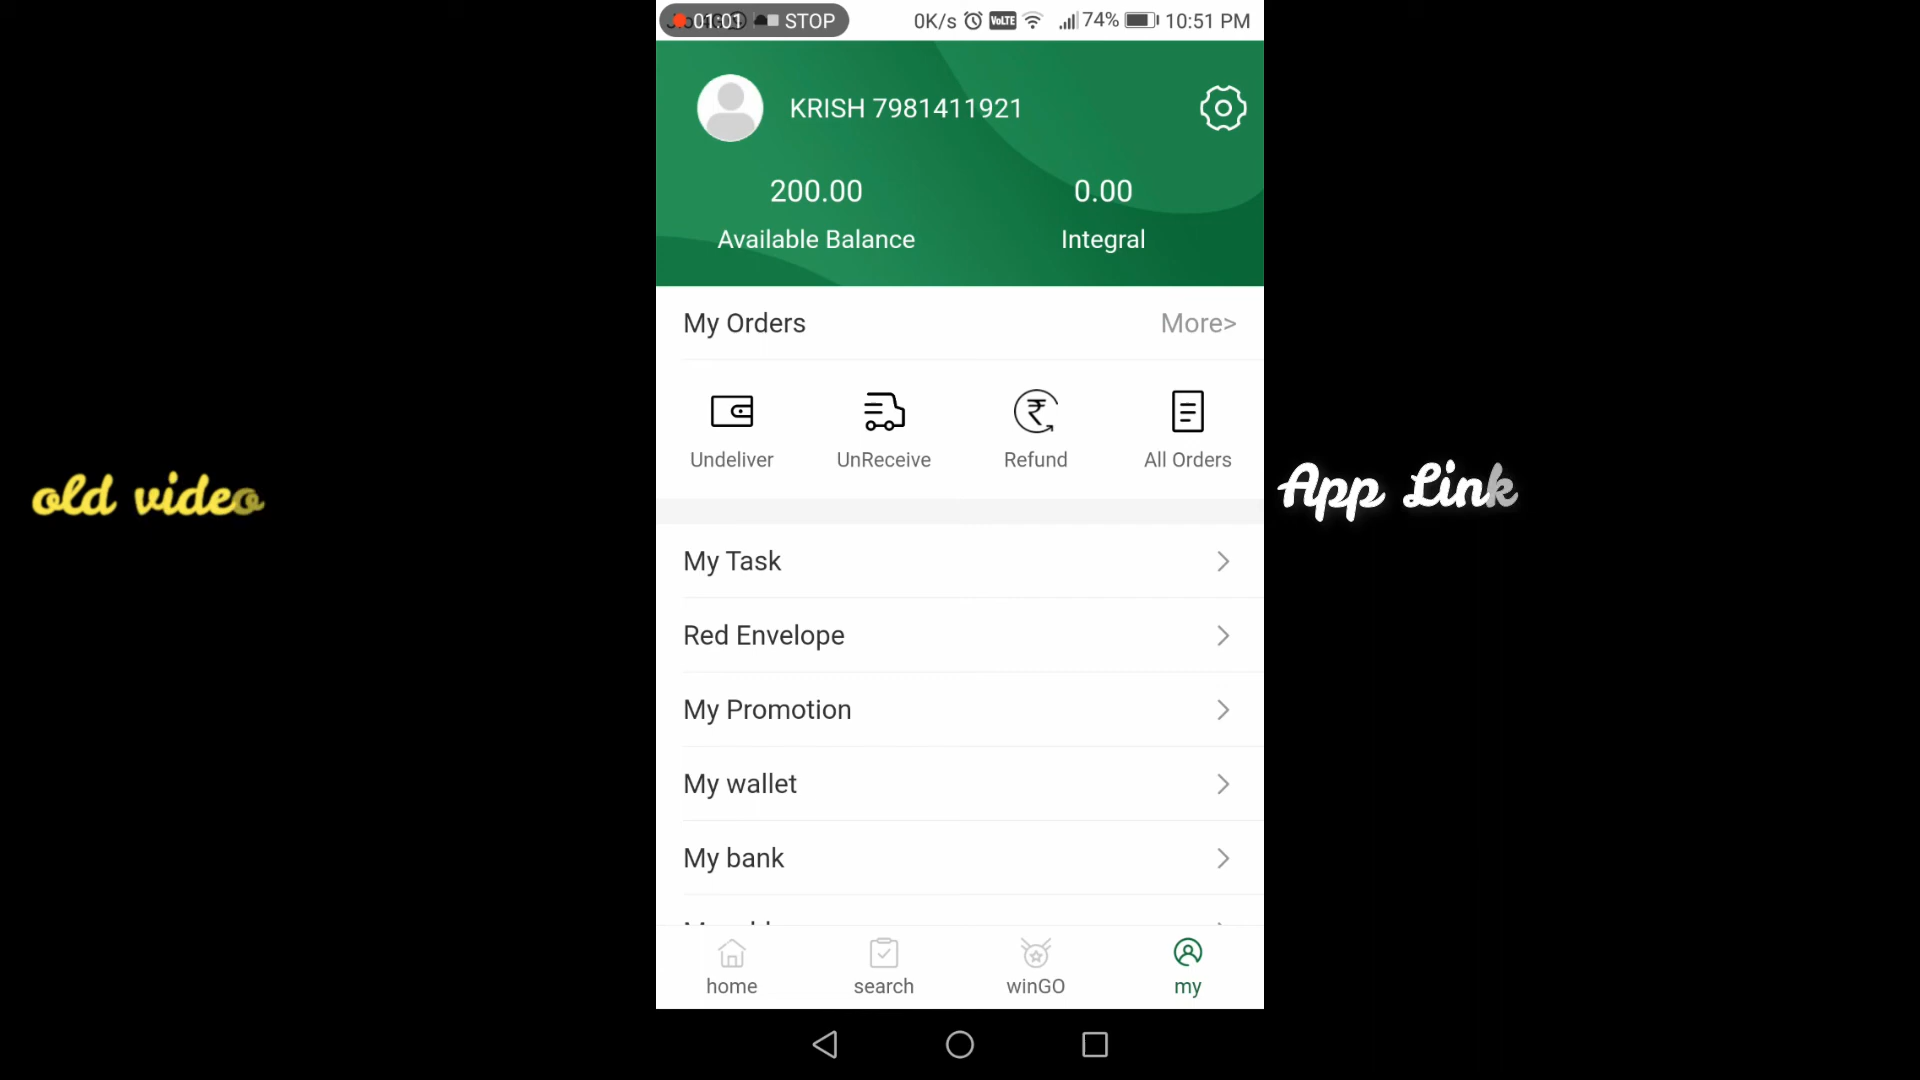 01:01 STOP 0K/s VoLTE 74% 10:51 PM
KRISH 7981411921
200.00 0.00
Available Balance Integral
My Orders More>
Undeliver UnReceive Refund All Orders
old video
App Link
My Task
Red Envelope
My Promotion
My wallet
My bank
home search winGO my